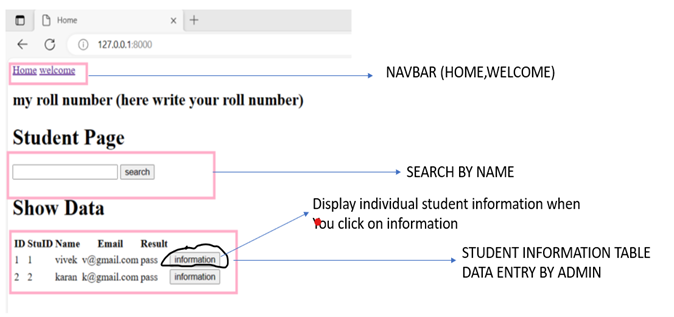 Home
127.0.0.1:8000
Home welcome
NAVBAR (HOME,WELCOME)
my roll number (here write your roll number)
Student Page
search
SEARCH BY NAME
Show Data
Display individual student information when
You click on information
ID StuID Name Email Result
1 1 vivek v@gmail.com pass information
2 2 karan k@gmail.com pass information
STUDENT INFORMATION TABLE
DATA ENTRY BY ADMIN